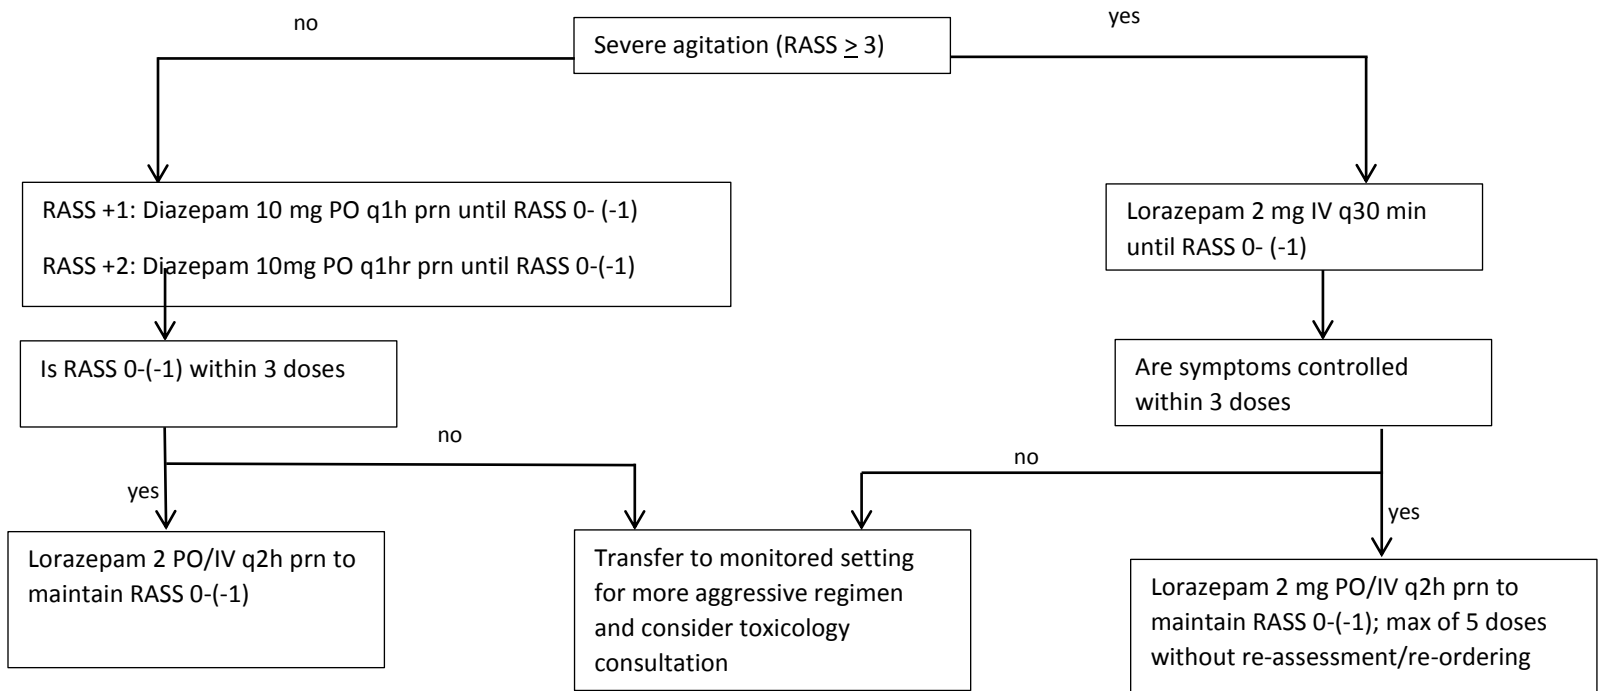 no
yes
Severe agitation (RASS ≥ 3)
RASS +1: Diazepam 10 mg PO q1h prn until RASS 0- (-1)
RASS +2: Diazepam 10mg PO q1hr prn until RASS 0-(-1)
Lorazepam 2 mg IV q30 min
until RASS 0- (-1)
Is RASS 0-(-1) within 3 doses
Are symptoms controlled
within 3 doses
no
no
yes
yes
Lorazepam 2 PO/IV q2h prn to
maintain RASS 0-(-1)
Transfer to monitored setting
for more aggressive regimen
and consider toxicology
consultation
Lorazepam 2 mg PO/IV q2h prn to
maintain RASS 0-(-1); max of 5 doses
without re-assessment/re-ordering